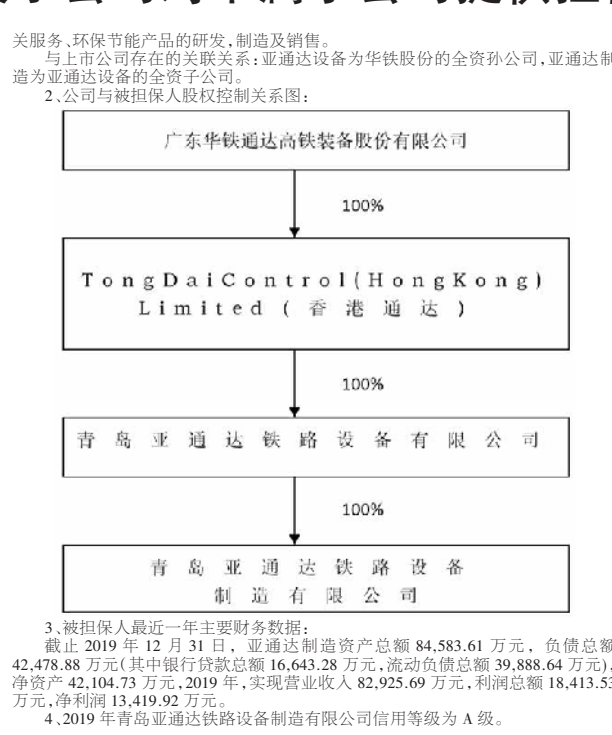 关服务、环保节能产品的研发,制造及销售。
与上市公司存在的关联关系:亚通达设备为华铁股份的全资孙公司,亚通达制
造为亚通达设备的全资子公司。
2、公司与被担保人股权控制关系图:
广东华铁通达高铁装备股份有限公司
100%
TongDaiControl(HongKong)
Limited(香港通达)
100%
青岛亚通达铁路设备有限公司
100%
青岛亚通达铁路设备
制造有限公司
3、被担保人最近一年主要财务数据:
截止 2019 年 12 月 31 日, 亚通达制造资产总额 84,583.61 万元, 负债总额
42,478.88 万元(其中银行贷款总额 16,643.28 万元,流动负债总额 39,888.64 万元),
净资产 42,104.73 万元,2019 年,实现营业收入 82,925.69 万元,利润总额 18,413.53
万元,净利润 13,419.92 万元。
4、2019 年青岛亚通达铁路设备制造有限公司信用等级为 A 级。